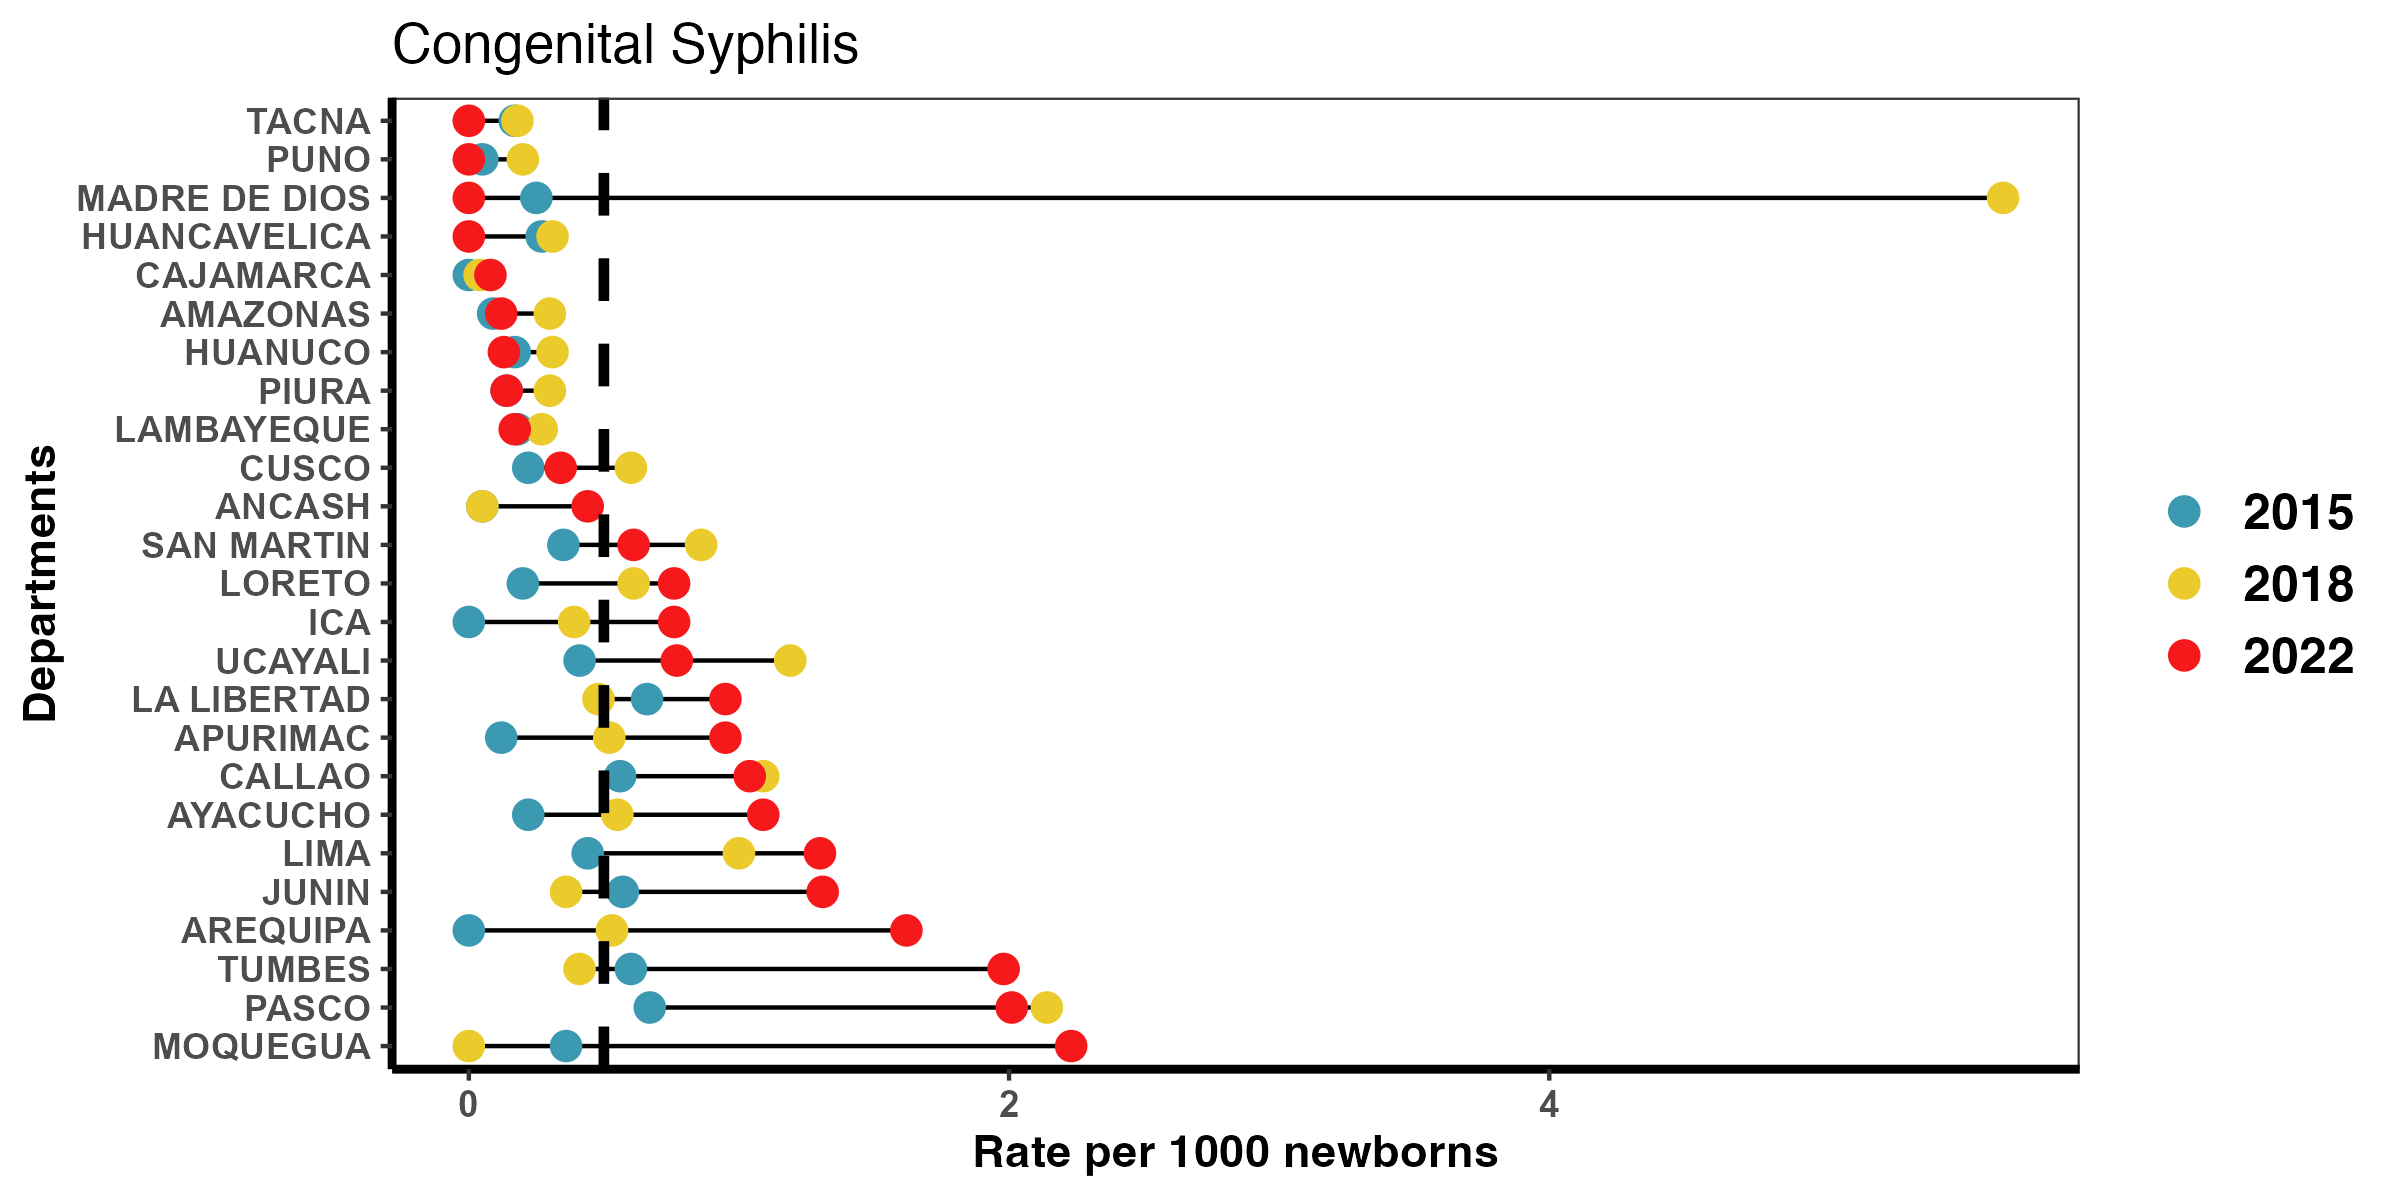 Congenital Syphilis
Departments
TACNA
PUNO
MADRE DE DIOS
HUANCAVELICA
CAJAMARCA
AMAZONAS
HUANUCO
PIURA
LAMBAYEQUE
CUSCO
ANCASH
SAN MARTIN
LORETO
ICA
UCAYALI
LA LIBERTAD
APURIMAC
CALLAO
AYACUCHO
LIMA
JUNIN
AREQUIPA
TUMBES
PASCO
MOQUEGUA
0 2 4
Rate per 1000 newborns
2015
2018
2022